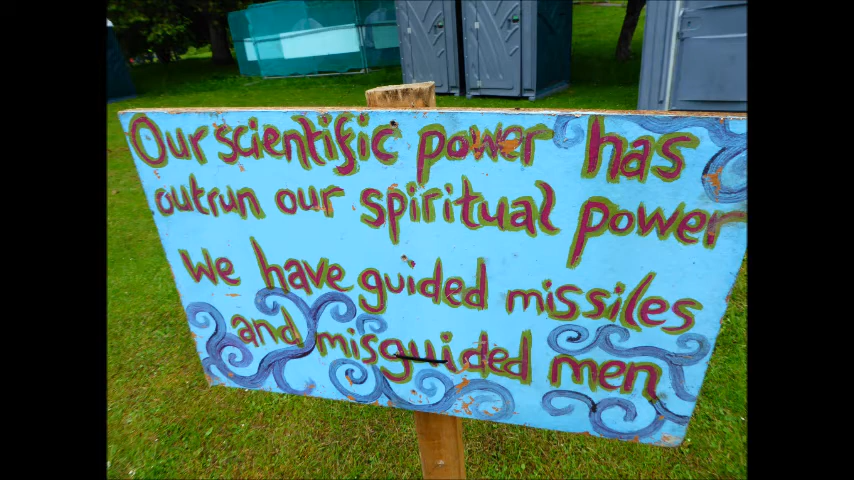 Our scientific power has
outrun our spiritual power
We have guided missiles
and misguided men